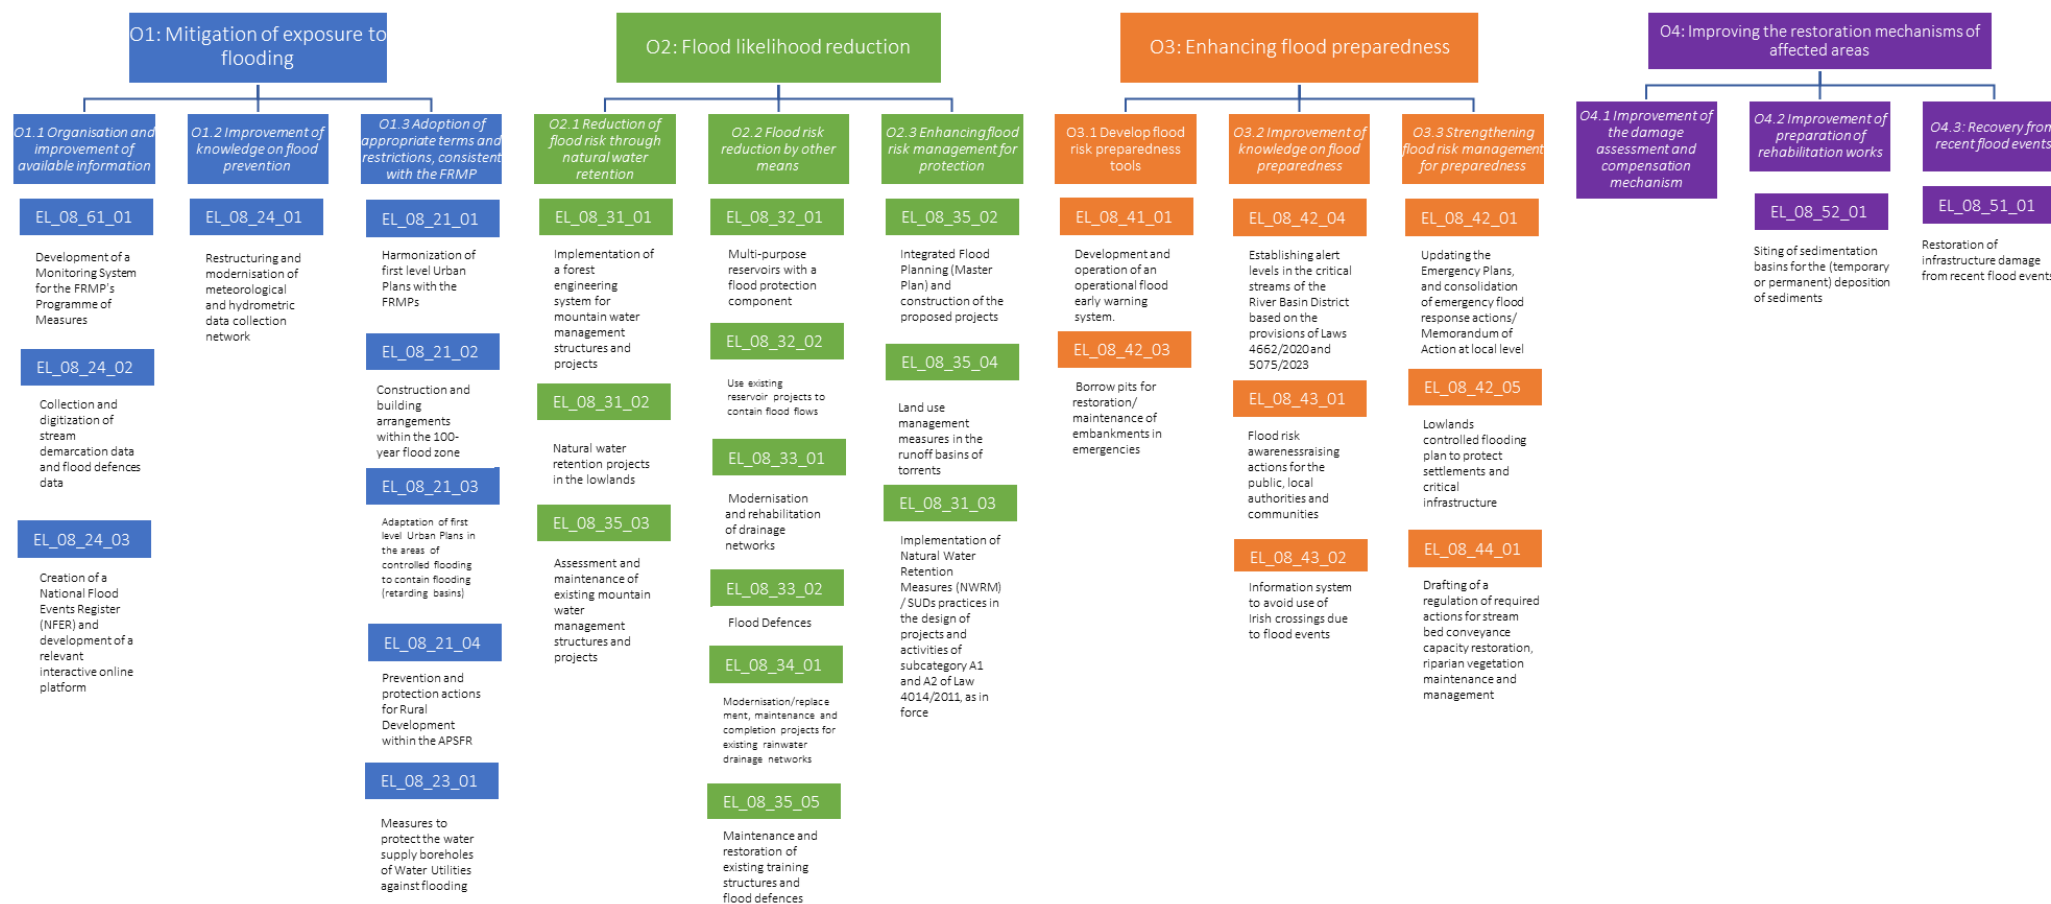 O1: Mitigation of exposure to
flooding
O1.1 Organisation and
improvement of
available information
EL_08_61_01
Development of a
Monitoring System
for the FRMP's
Programme of
Measures
EL_08_24_02
Collection and
digitization of
stream
demarcation data
and flood defences
data
EL_08_24_03
Creation of a
National Flood
Events Register
(NFER) and
development of a
relevant
interactive online
platform
O1.2 Improvement of
knowledge on flood
prevention
EL_08_24_01
Restructuring and
modernisation of
meteorological
and hydrometric
data collection
network
O1.3 Adoption of
appropriate terms and
restrictions, consistent
with the FRMP
EL_08_21_01
Harmonization of
first level Urban
Plans with the
FRMPs
EL_08_21_02
Construction and
building
arrangements
within the 100-
year flood zone
EL_08_21_03
Adaptation of first
level Urban Plans in
the areas of
controlled flooding
to contain flooding
(retarding basins)
EL_08_21_04
Prevention and
protection actions
for Rural
Development
within the APSFR
EL_08_23_01
Measures to
protect the water
supply boreholes
of Water Utilities
against flooding
O2: Flood likelihood reduction
O2.1 Reduction of
flood risk through
natural water
retention
EL_08_31_01
Implementation of
a forest
engineering
system for
mountain water
management
structures and
projects
EL_08_31_02
Natural water
retention projects
in the lowlands
EL_08_35_03
Assessment and
maintenance of
existing mountain
water
management
structures and
projects
O2.2 Flood risk
reduction by other
means
EL_08_32_01
Multi-purpose
reservoirs with a
flood protection
component
EL_08_32_02
Use existing
reservoir projects to
contain flood flows
EL_08_33_01
Modernisation
and rehabilitation
of drainage
networks
EL_08_33_02
Flood Defences
EL_08_34_01
Modernisation/replace
ment, maintenance and
completion projects for
existing rainwater
drainage networks
EL_08_35_05
Maintenance and
restoration of
existing training
structures and
flood defences
O2.3 Enhancing flood
risk management for
protection
EL_08_35_02
Integrated Flood
Planning (Master
Plan) and
construction of the
proposed projects
EL_08_35_04
Land use
management
measures in the
runoff basins of
torrents
EL_08_31_03
Implementation of
Natural Water
Retention
Measures (NWRM)
/ SUDs practices in
the design of
projects and
activities of
subcategory A1
and A2 of Law
4014/2011, as in
force
O3: Enhancing flood preparedness
O3.1 Develop flood
risk preparedness
tools
EL_08_41_01
Development and
operation of an
operational flood
early warning
system.
EL_08_42_03
Borrow pits for
restoration/
maintenance of
embankments in
emergencies
O3.2 Improvement of
knowledge on flood
preparedness
EL_08_42_04
Establishing alert
levels in the critical
streams of the
River Basin District
based on the
provisions of Laws
4662/2020 and
5075/2023
EL_08_43_01
Flood risk
awarenessraising
actions for the
public, local
authorities and
communities
EL_08_43_02
Information system
to avoid use of
Irish crossings due
to flood events
O3.3 Strengthening
flood risk management
for preparedness
EL_08_42_01
Updating the
Emergency Plans,
and consolidation
of emergency flood
response actions/
Memorandum of
Action at local level
EL_08_42_05
Lowlands
controlled flooding
plan to protect
settlements and
critical
infrastructure
EL_08_44_01
Drafting of a
regulation of required
actions for stream
bed conveyance
capacity restoration,
riparian vegetation
maintenance and
management
O4: Improving the restoration mechanisms of
affected areas
O4.1 Improvement of
the damage
assessment and
compensation
mechanism
O4.2 Improvement of
preparation of
rehabilitation works
EL_08_52_01
Siting of sedimentation
basins for the (temporary
or permanent) deposition
of sediments
O4.3: Recovery from
recent flood events
EL_08_51_01
Restoration of
infrastructure damage
from recent flood events